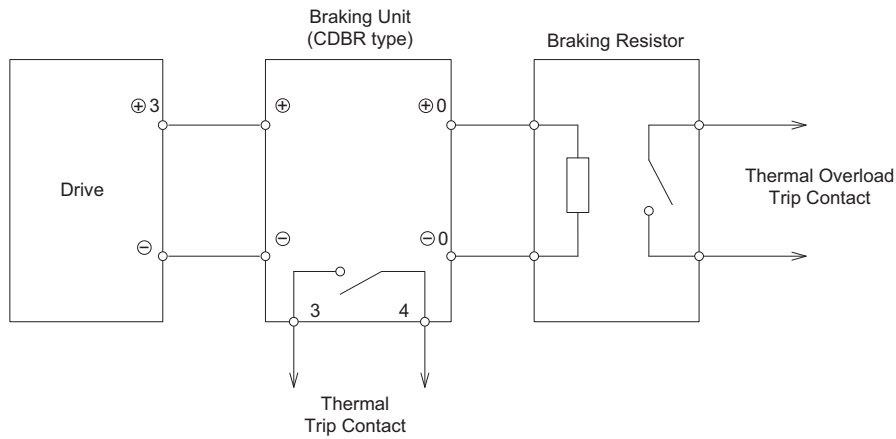 Braking Unit
(CDBR type)
Braking Resistor
⊕ 3
⊕
⊕ 0
Drive
Thermal Overload
Trip Contact
⊖
⊖
⊖ 0
3
4
Thermal
Trip Contact